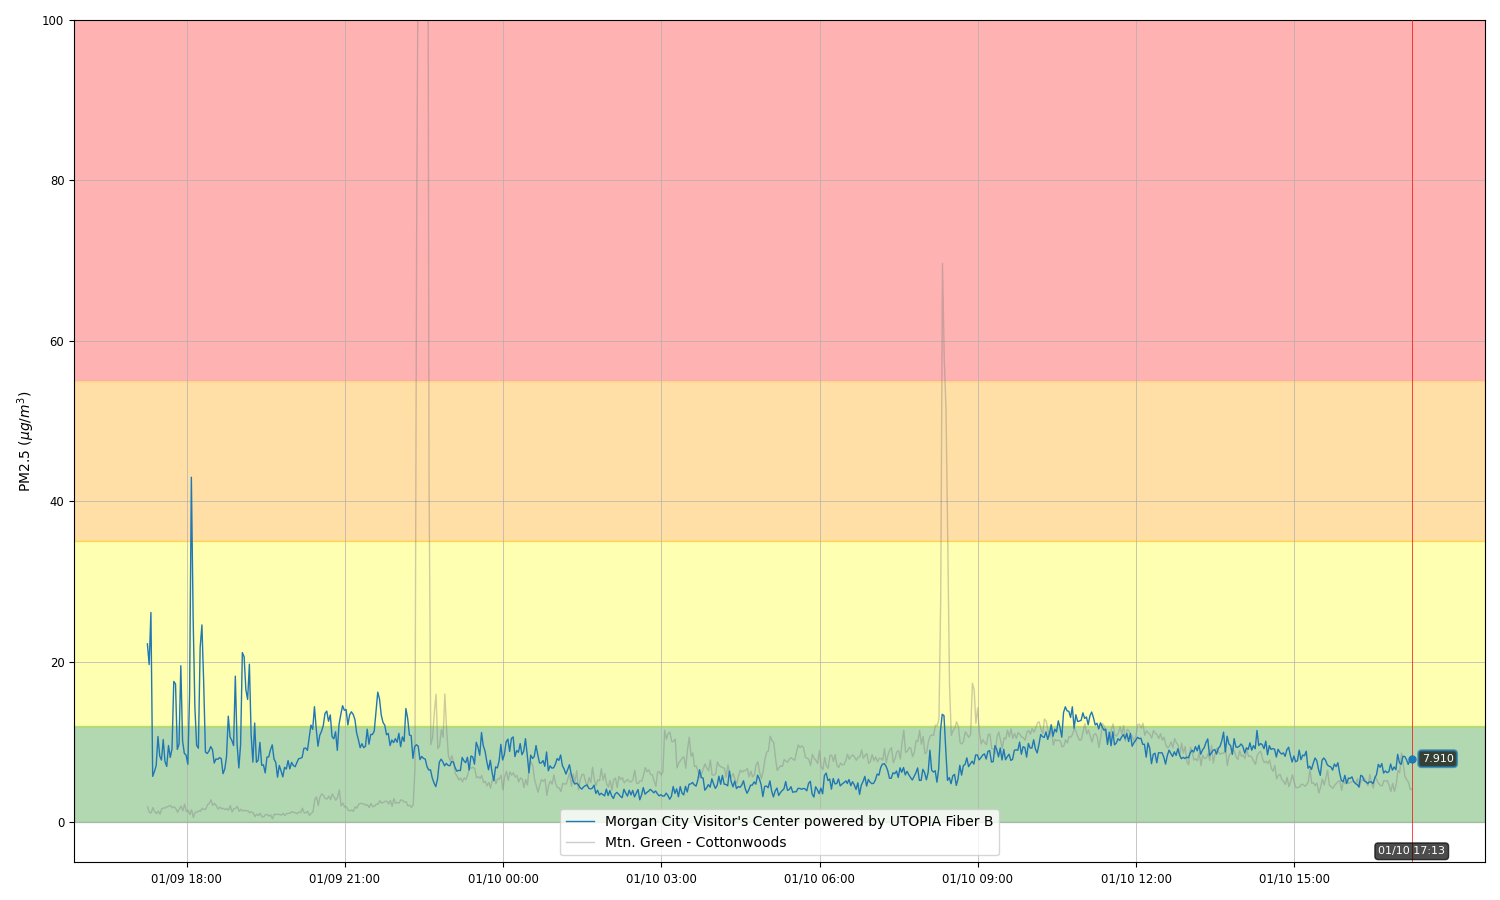 100
80
60
40
20
0
PM2.5 (μg/m³)
7.910
Morgan City Visitor's Center powered by UTOPIA Fiber B
Mtn. Green - Cottonwoods
01/10 17:13
01/09 18:00 01/09 21:00 01/10 00:00 01/10 03:00 01/10 06:00 01/10 09:00 01/10 12:00 01/10 15:00